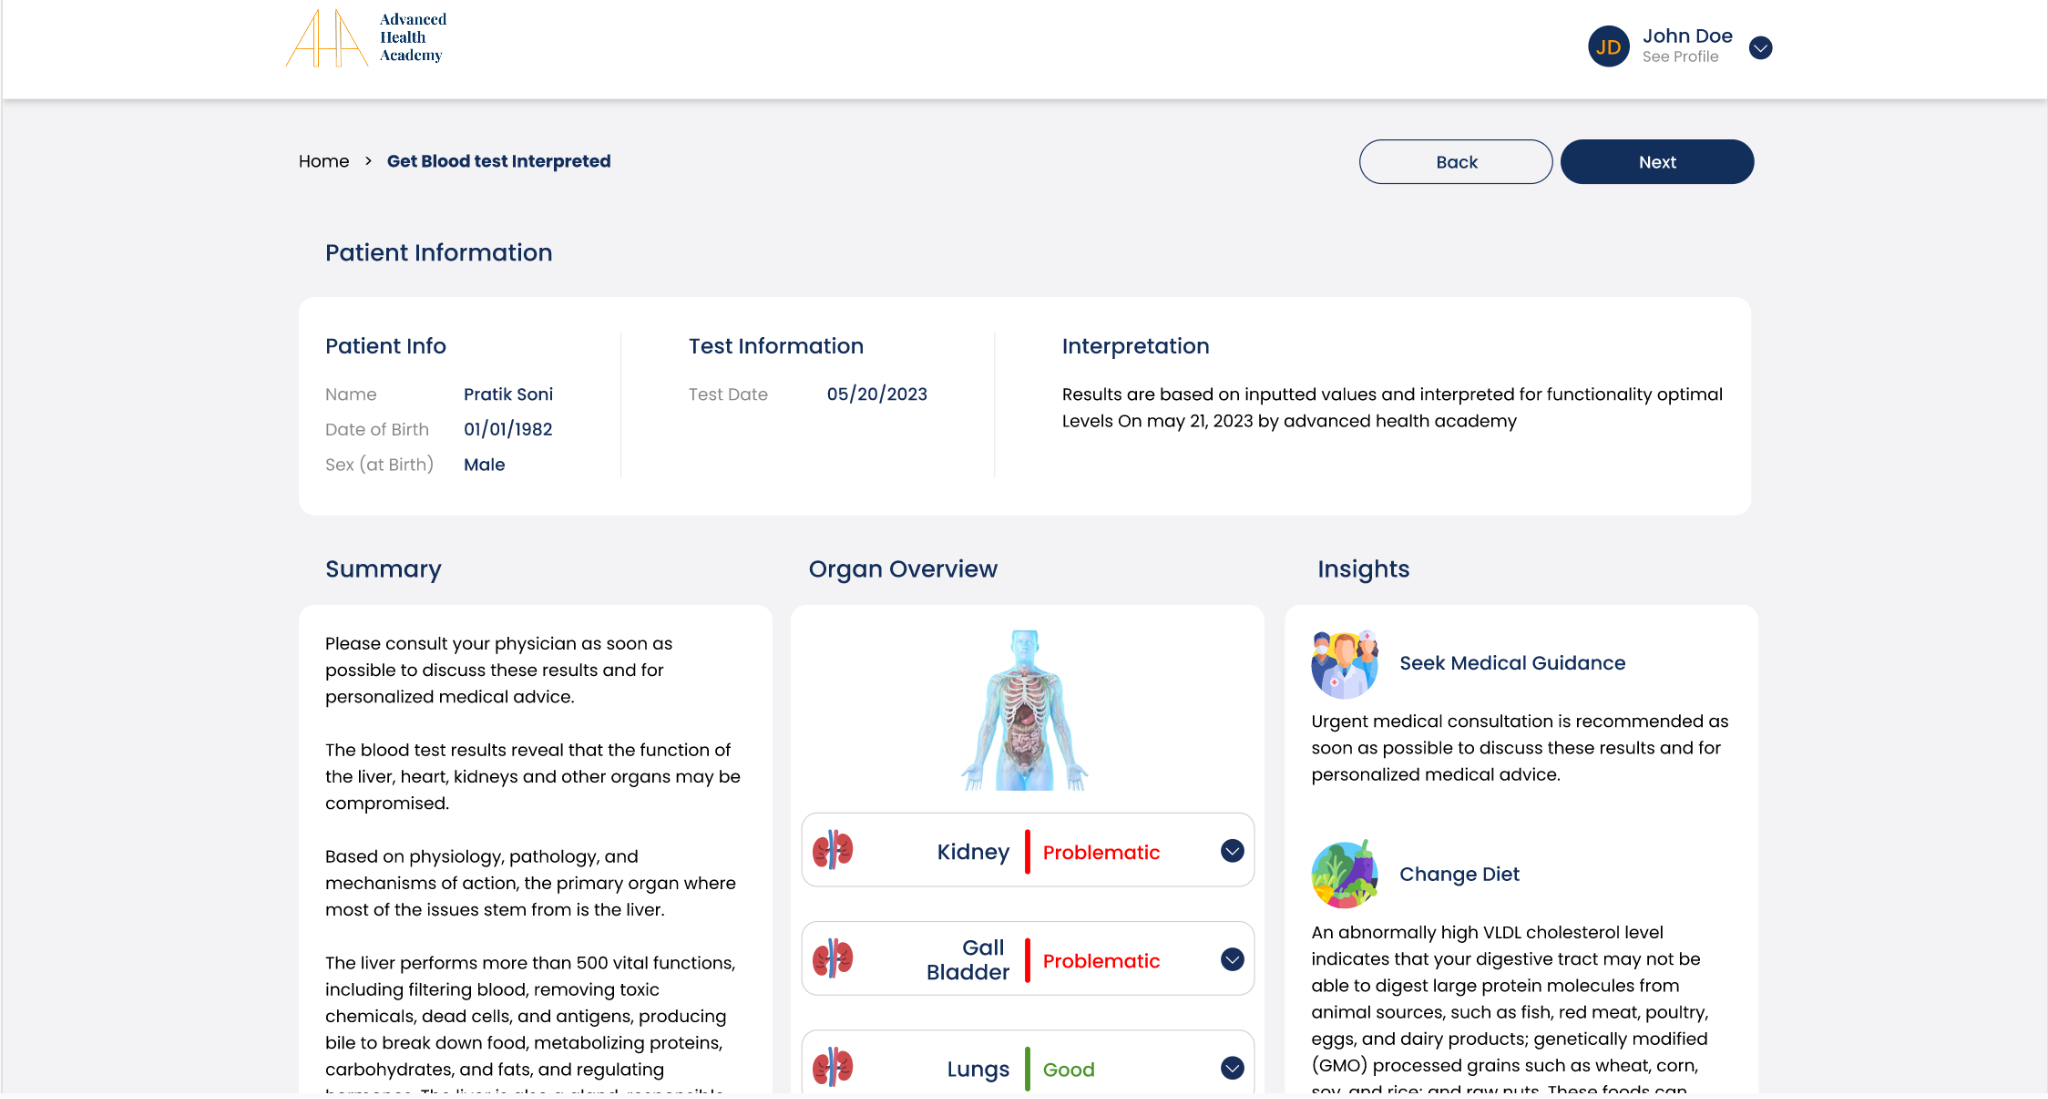 Advanced
Health
Academy
JD
John Doe
See Profile
Home > Get Blood test Interpreted
Back
Next
Patient Information
Patient Info
Name Pratik Soni
Date of Birth 01/01/1982
Sex (at Birth) Male
Test Information
Test Date 05/20/2023
Interpretation
Results are based on inputted values and interpreted for functionality optimal
Levels On may 21, 2023 by advanced health academy
Summary
Please consult your physician as soon as
possible to discuss these results and for
personalized medical advice.
The blood test results reveal that the function of
the liver, heart, kidneys and other organs may be
compromised.
Based on physiology, pathology, and
mechanisms of action, the primary organ where
most of the issues stem from is the liver.
The liver performs more than 500 vital functions,
including filtering blood, removing toxic
chemicals, dead cells, and antigens, producing
bile to break down food, metabolizing proteins,
carbohydrates, and fats, and regulating
Organ Overview
Kidney Problematic
Gall
Bladder Problematic
Lungs Good
Insights
Seek Medical Guidance
Urgent medical consultation is recommended as
soon as possible to discuss these results and for
personalized medical advice.
Change Diet
An abnormally high VLDL cholesterol level
indicates that your digestive tract may not be
able to digest large protein molecules from
animal sources, such as fish, red meat, poultry,
eggs, and dairy products; genetically modified
(GMO) processed grains such as wheat, corn,
soy, and rice; and raw nuts. These foods can